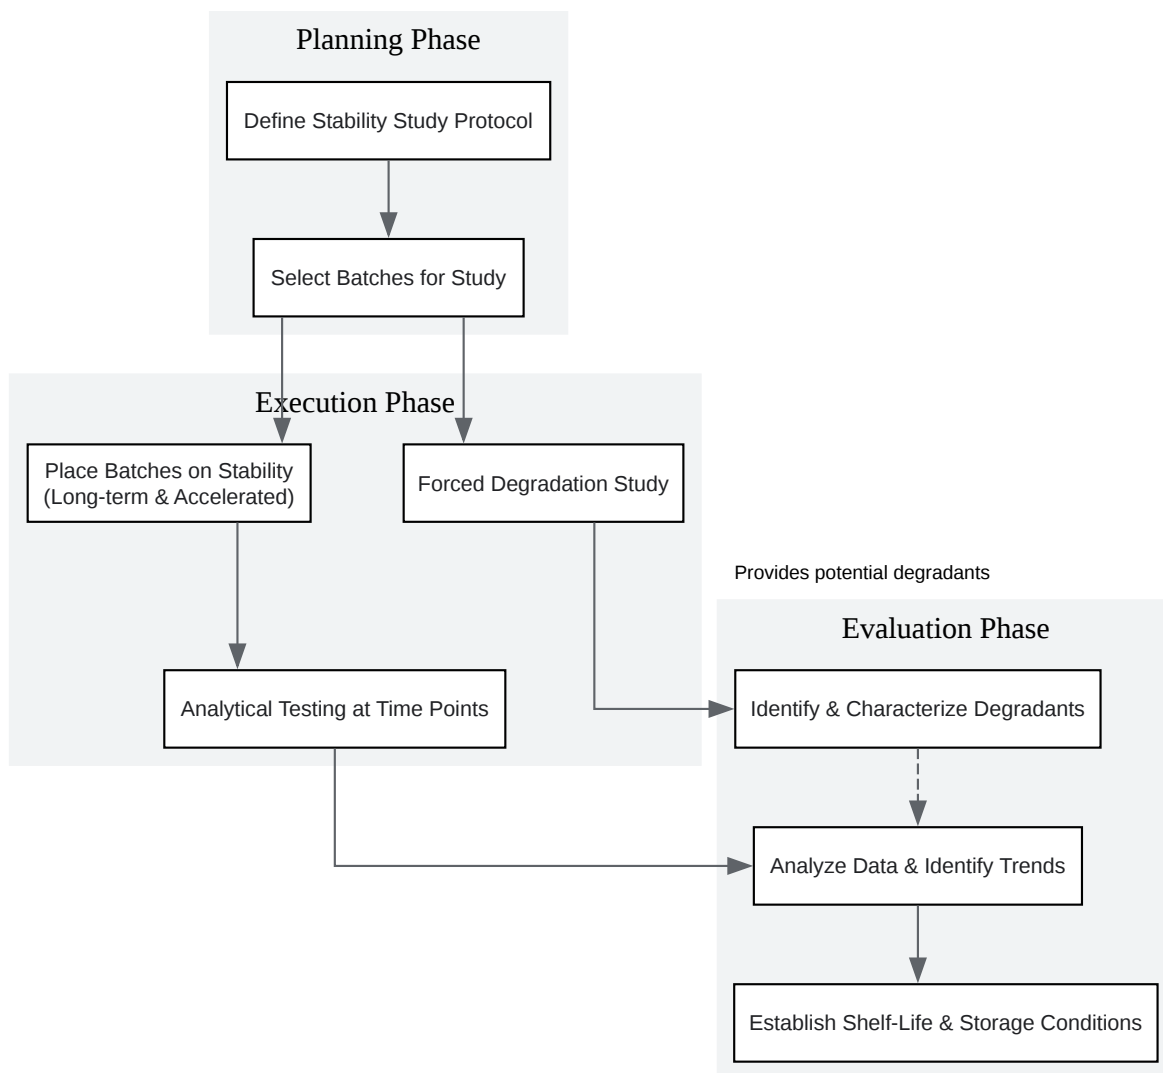 Planning Phase
Define Stability Study Protocol
Select Batches for Study
Execution Phase
Place Batches on Stability
(Long-term & Accelerated)
Forced Degradation Study
Provides potential degradants
Evaluation Phase
Analytical Testing at Time Points
Identify & Characterize Degradants
Analyze Data & Identify Trends
Establish Shelf-Life & Storage Conditions